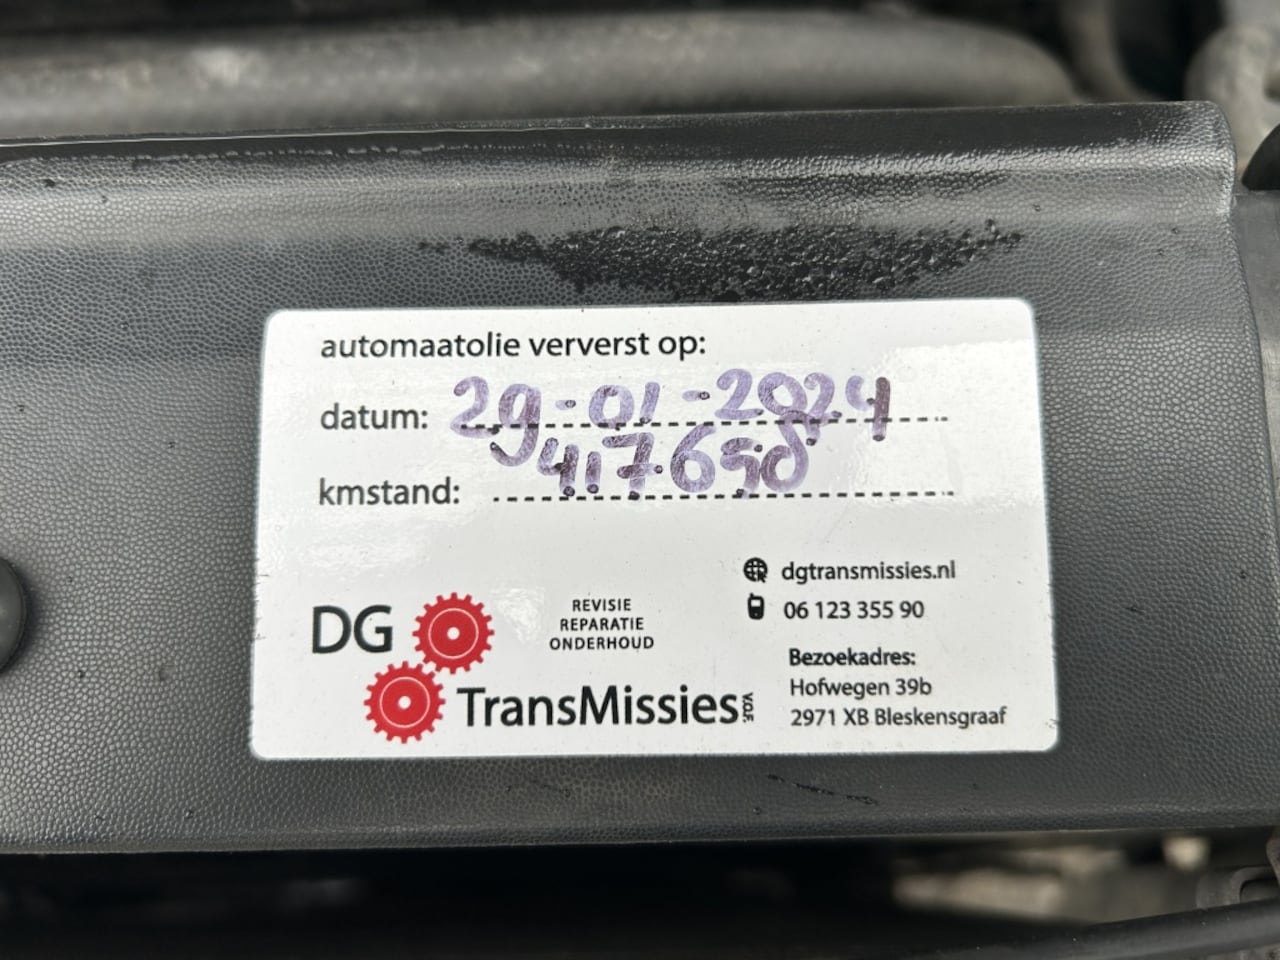 automaatolie ververst op:
datum: 29-01-2024
kmstand: 417650
dgtransmissies.nl
06 123 355 90
DG
TransMissies V.O.F.
REVISIE
REPARATIE
ONDERHOUD
Bezoekadres:
Hofwegen 39b
2971 XB Bleskensgraaf